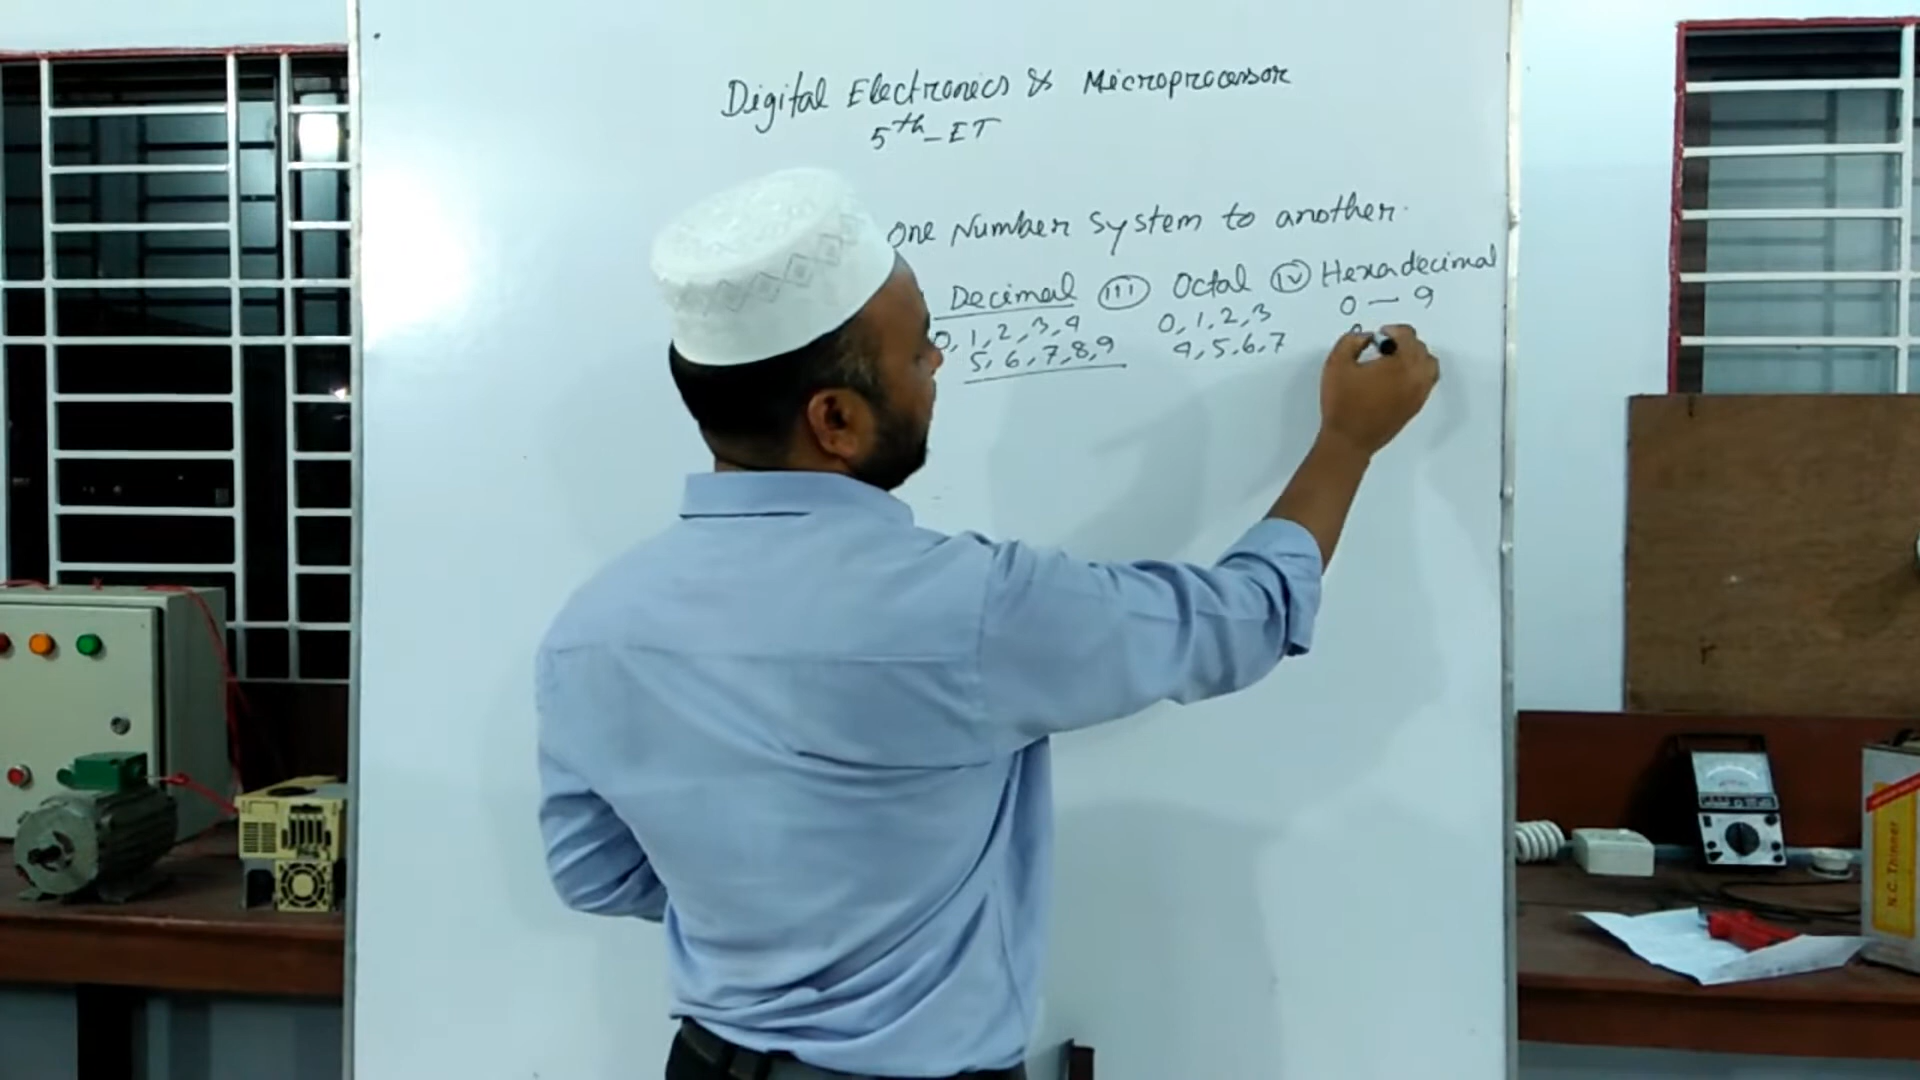 Digital Electronics & Microprocessor
5th_ET
One Number System to another.
Decimal (iii) Octal (iv) Hexadecimal
0, 1, 2, 3, 4
5, 6, 7, 8, 9
0, 1, 2, 3
4, 5, 6, 7
0 — 9
N.C. Thinner